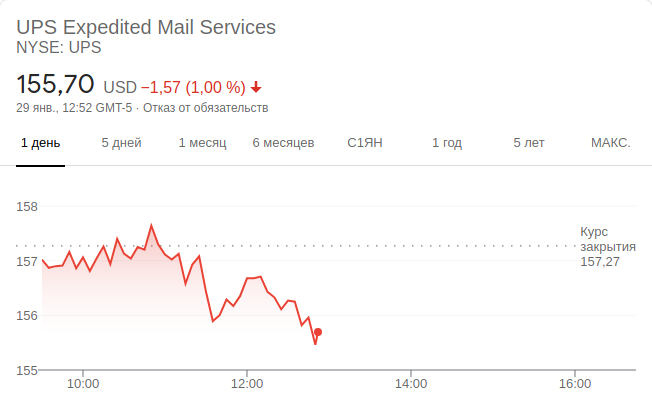 UPS Expedited Mail Services
NYSE: UPS
155,70 USD −1,57 (1,00 %)
29 янв., 12:52 GMT-5 · Отказ от обязательств
1 день 5 дней 1 месяц 6 месяцев С1ЯН 1 год 5 лет МАКС.
158
Курс
закрытия
157
157,27
156
155
10:00 12:00 14:00 16:00